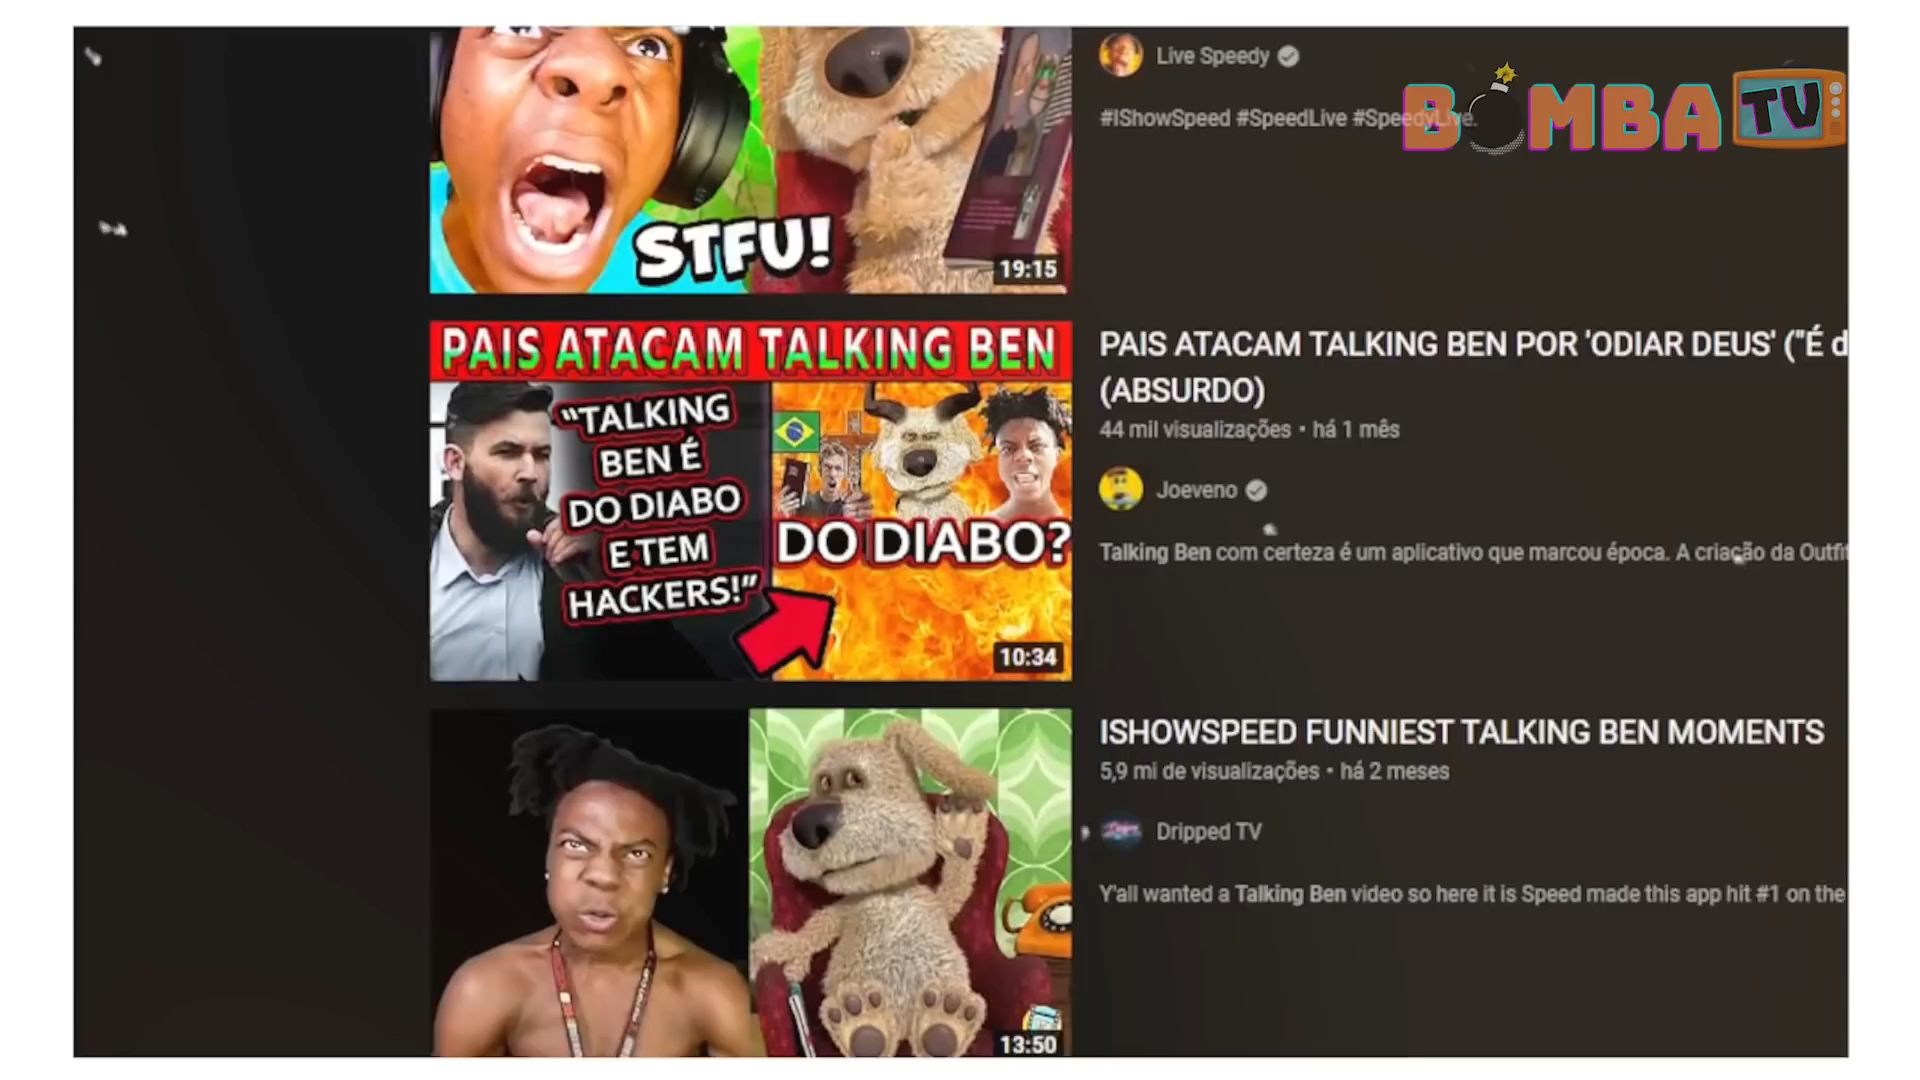 Live Speedy
#IShowSpeed #SpeedLive #SpeedyLive.
BOMBA TV
STFU!
19:15
PAIS ATACAM TALKING BEN
"TALKING
BEN É
DO DIABO
E TEM
HACKERS!"
DO DIABO?
10:34
PAIS ATACAM TALKING BEN POR 'ODIAR DEUS' ("É d
(ABSURDO)
44 mil visualizações • há 1 mês
Joeveno
Talking Ben com certeza é um aplicativo que marcou época. A criação da Outfit
13:50
ISHOWSPEED FUNNIEST TALKING BEN MOMENTS
5,9 mi de visualizações • há 2 meses
Dripped TV
Y'all wanted a Talking Ben video so here it is Speed made this app hit #1 on the